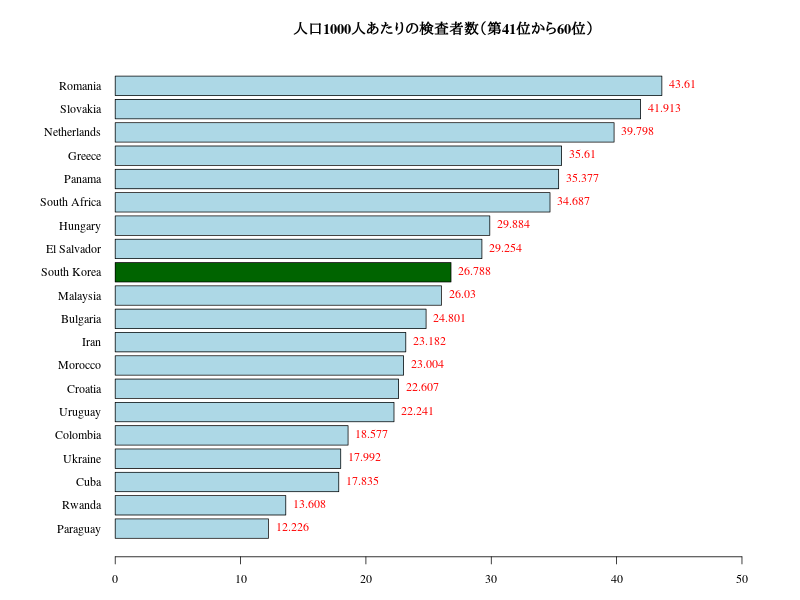 人口1000人あたりの検査者数（第41位から60位）
Romania 43.61
Slovakia 41.913
Netherlands 39.798
Greece 35.61
Panama 35.377
South Africa 34.687
Hungary 29.884
El Salvador 29.254
South Korea 26.788
Malaysia 26.03
Bulgaria 24.801
Iran 23.182
Morocco 23.004
Croatia 22.607
Uruguay 22.241
Colombia 18.577
Ukraine 17.992
Cuba 17.835
Rwanda 13.608
Paraguay 12.226
0 10 20 30 40 50